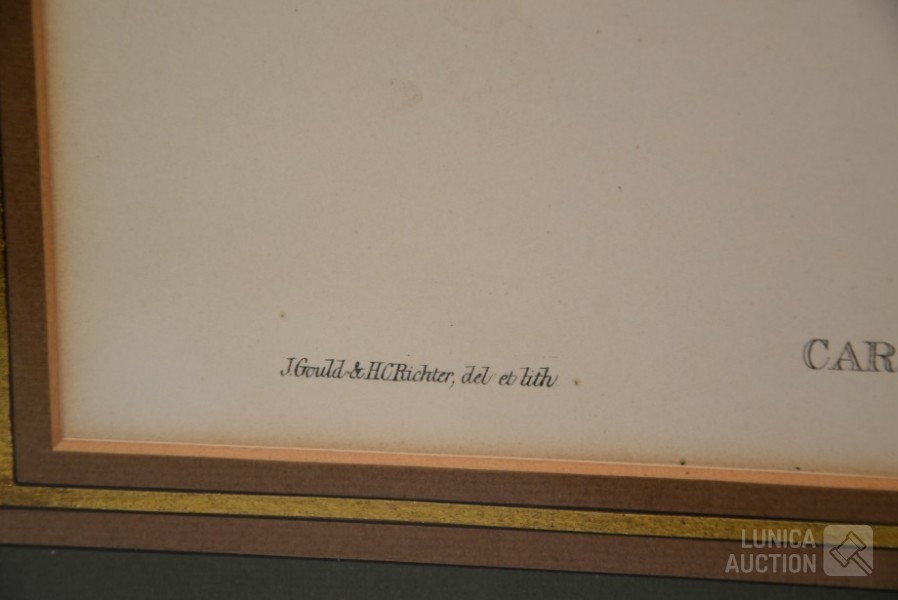 J.Gould & H C Richter, del et lith.
CAR
LUNICA
AUCTION